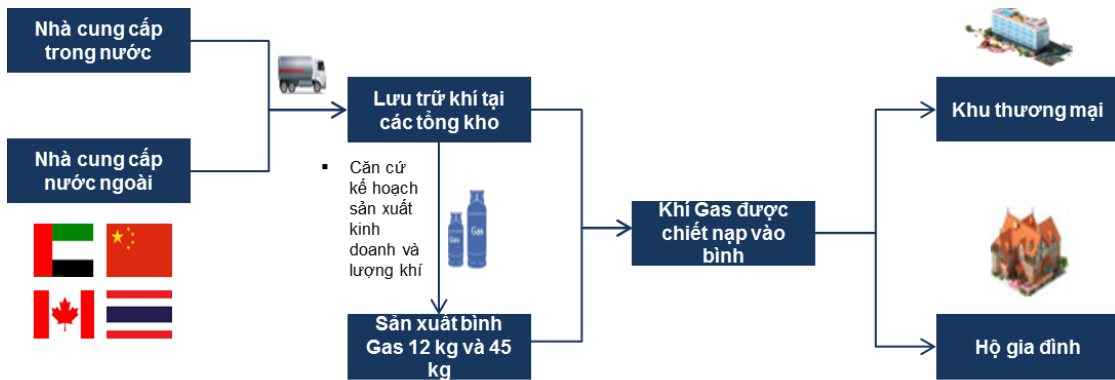 Nhà cung cấp
trong nước
Nhà cung cấp
nước ngoài
Lưu trữ khí tại
các tổng kho
▪ Căn cứ
kế hoạch
sản xuất
kinh
doanh và
lượng khí
Gas
Gas
Sản xuất bình
Gas 12 kg và 45
kg
Khí Gas được
chiết nạp vào
bình
Khu thương mại
Hộ gia đình